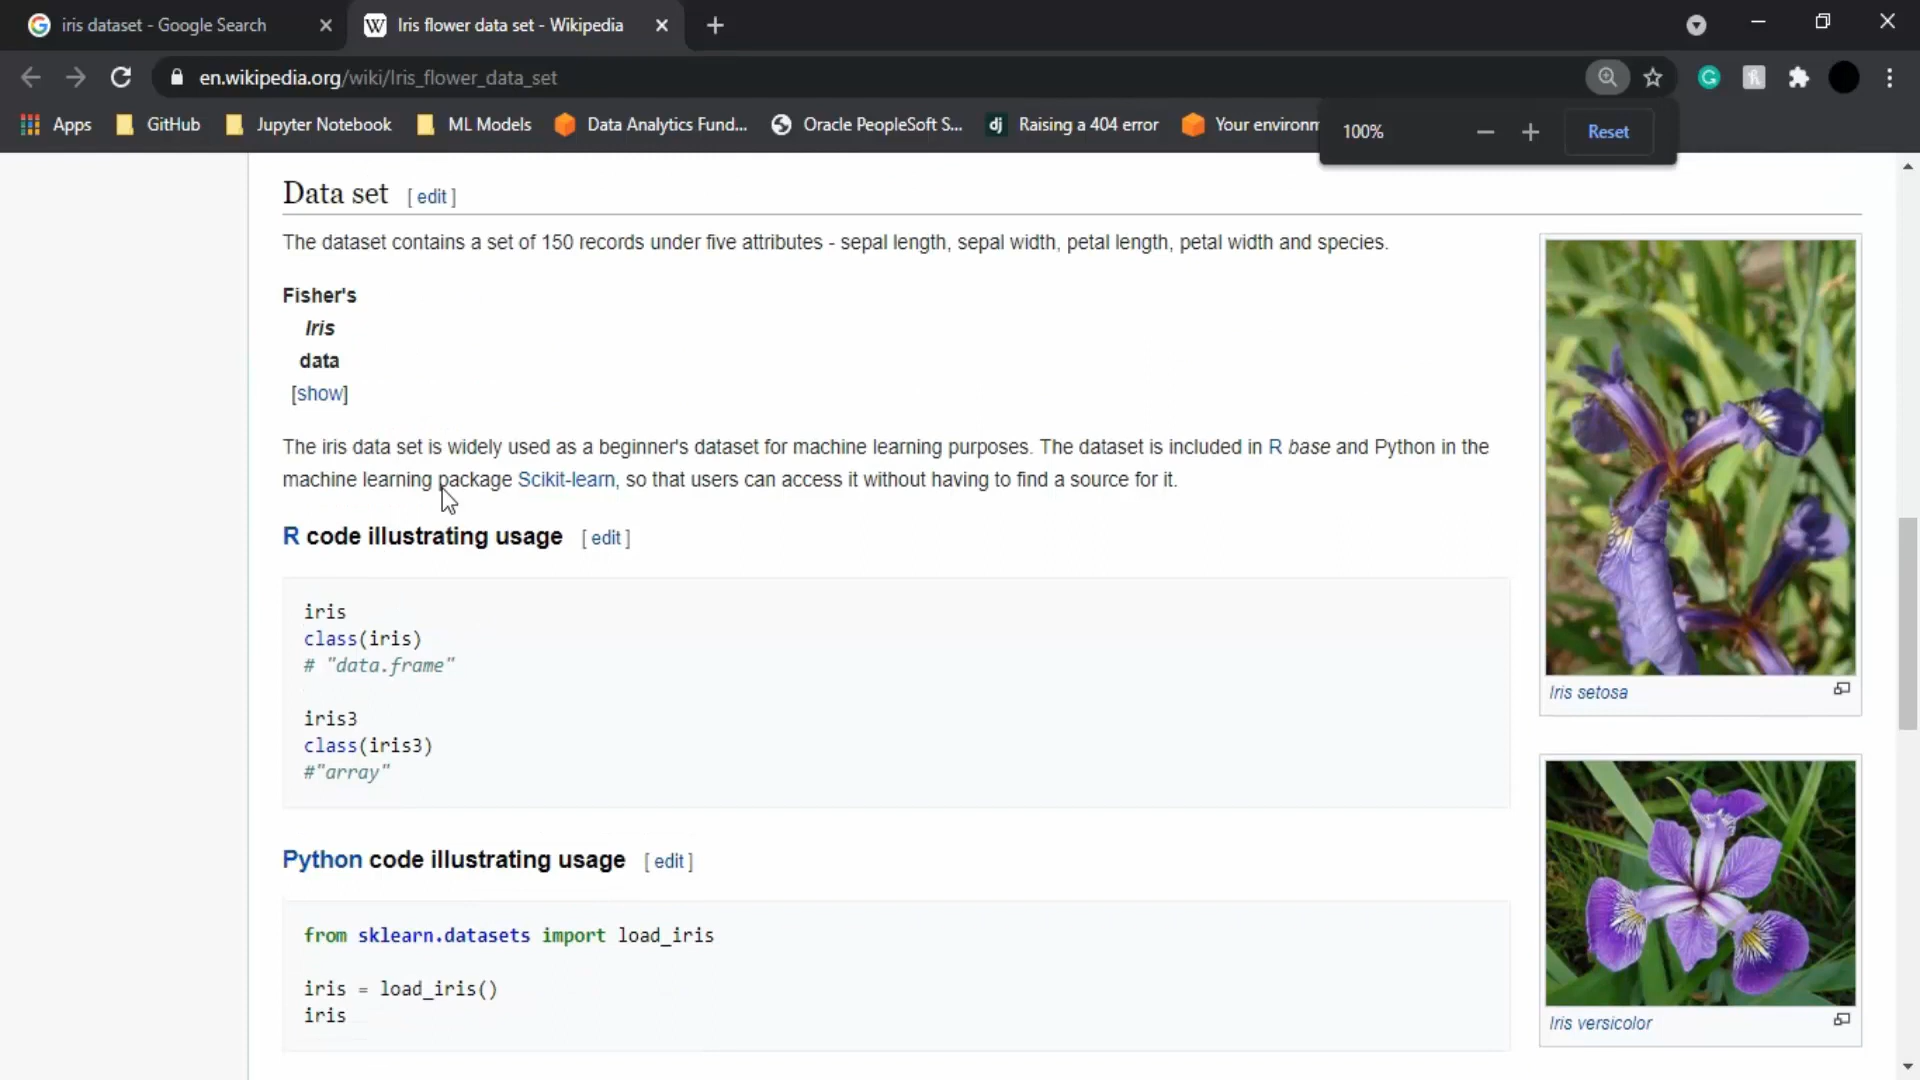 iris dataset - Google Search
Iris flower data set - Wikipedia
en.wikipedia.org/wiki/Iris_flower_data_set
Apps GitHub Jupyter Notebook ML Models Data Analytics Fund... Oracle PeopleSoft S... dj Raising a 404 error Your environm
100% − + Reset
Data set [ edit ]
The dataset contains a set of 150 records under five attributes - sepal length, sepal width, petal length, petal width and species.
Fisher's
Iris
data
[show]
The iris data set is widely used as a beginner's dataset for machine learning purposes. The dataset is included in R base and Python in the
machine learning package Scikit-learn, so that users can access it without having to find a source for it.
R code illustrating usage [ edit ]
iris
class(iris)
# "data.frame"
iris3
class(iris3)
#"array"
Iris setosa
Python code illustrating usage [ edit ]
from sklearn.datasets import load_iris
iris = load_iris()
iris
Iris versicolor